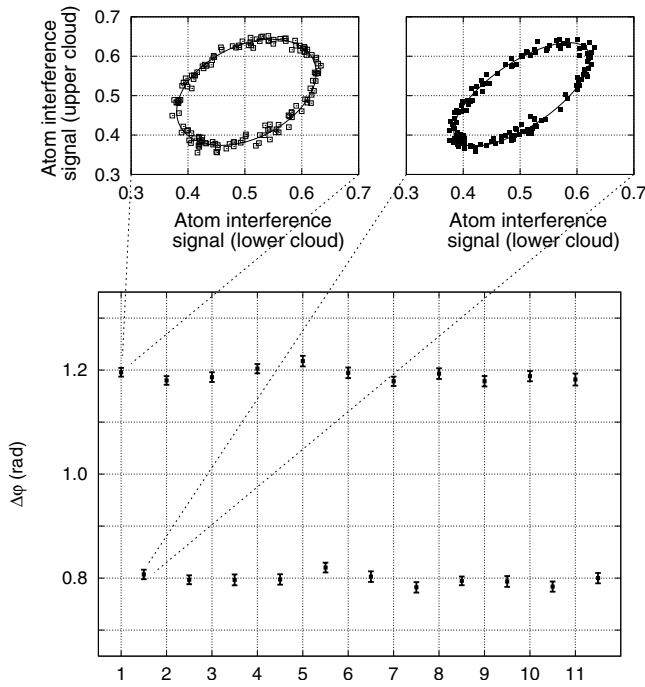 0.7
0.6
0.5
0.4
0.3
0.3 0.4 0.5 0.6 0.7
Atom interference
signal (upper cloud)
Atom interference
signal (lower cloud)
0.3 0.4 0.5 0.6 0.7
Atom interference
signal (lower cloud)
1.2
1.0
0.8
Δφ (rad)
1 2 3 4 5 6 7 8 9 10 11